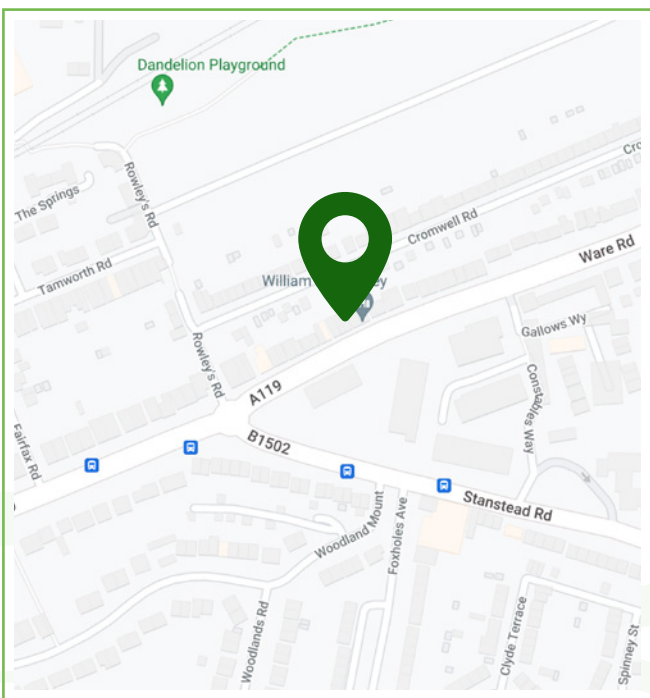 Dandelion Playground
Rowley's Rd
Cro
The Springs
Cromwell Rd
Tamworth Rd
Ware Rd
William
ey
Gallows Wy
Rowley's Rd
A119
Constables Way
Fairfax Rd
B1502
Stanstead Rd
Woodland Mount
Foxholes Ave
Woodlands Rd
Clyde Terrace
Spinney St